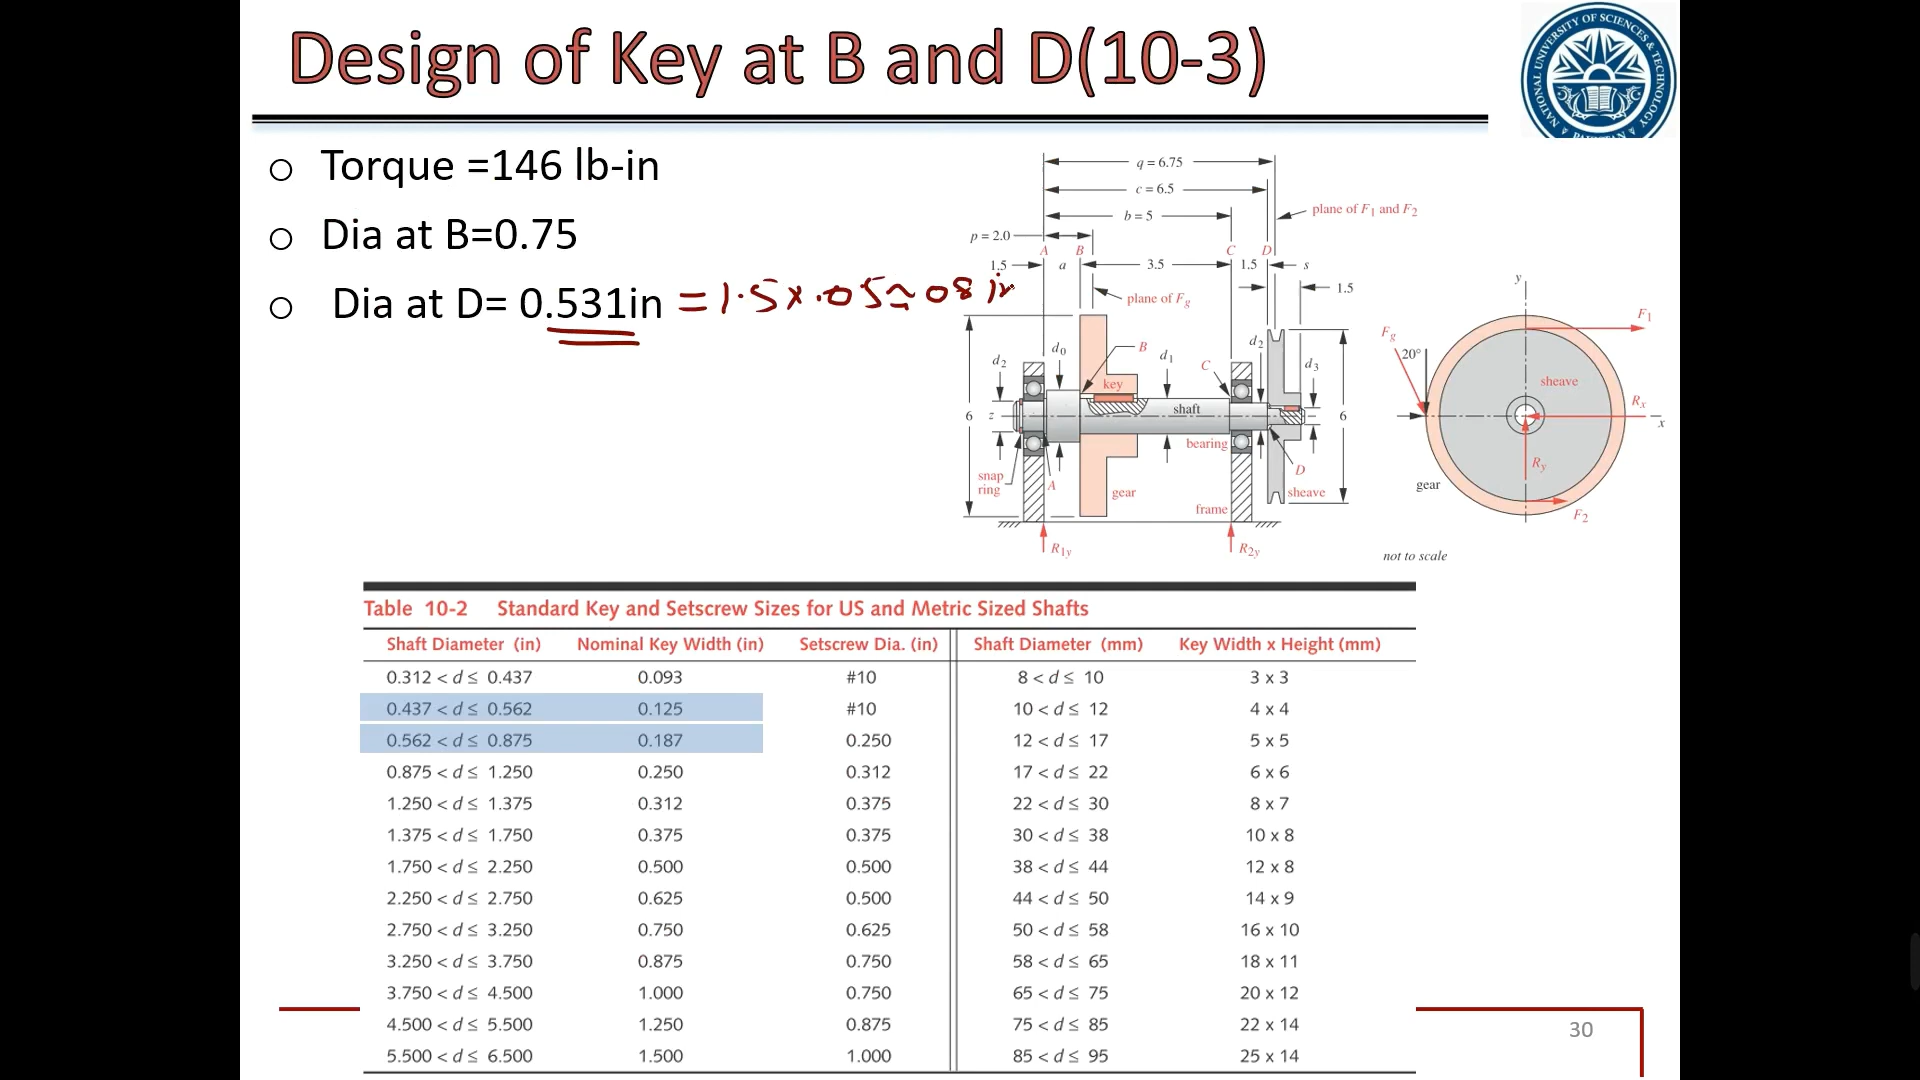 Design of Key at B and D(10-3)
NATIONAL UNIVERSITY OF SCIENCES & TECHNOLOGY
PAKISTAN
o Torque =146 lb-in
o Dia at B=0.75
o Dia at D= 0.531in = 1.5 x .05 ≃ 08 in
q = 6.75
c = 6.5
plane of F1 and F2
b = 5
p = 2.0
A B C D
1.5 a 3.5 1.5 s
1.5
plane of Fg
y
F1
Fg
20°
d2 d0 B d1 C d2 d3
key
sheave
6 z shaft 6
Rx
x
bearing
Ry
snap ring
A
gear
D
sheave
gear
frame
F2
R1y R2y
not to scale
Table 10-2 Standard Key and Setscrew Sizes for US and Metric Sized Shafts
Shaft Diameter (in) Nominal Key Width (in) Setscrew Dia. (in) Shaft Diameter (mm) Key Width x Height (mm)
0.312 < d ≤ 0.437 0.093 #10 8 < d ≤ 10 3 x 3
0.437 < d ≤ 0.562 0.125 #10 10 < d ≤ 12 4 x 4
0.562 < d ≤ 0.875 0.187 0.250 12 < d ≤ 17 5 x 5
0.875 < d ≤ 1.250 0.250 0.312 17 < d ≤ 22 6 x 6
1.250 < d ≤ 1.375 0.312 0.375 22 < d ≤ 30 8 x 7
1.375 < d ≤ 1.750 0.375 0.375 30 < d ≤ 38 10 x 8
1.750 < d ≤ 2.250 0.500 0.500 38 < d ≤ 44 12 x 8
2.250 < d ≤ 2.750 0.625 0.500 44 < d ≤ 50 14 x 9
2.750 < d ≤ 3.250 0.750 0.625 50 < d ≤ 58 16 x 10
3.250 < d ≤ 3.750 0.875 0.750 58 < d ≤ 65 18 x 11
3.750 < d ≤ 4.500 1.000 0.750 65 < d ≤ 75 20 x 12
4.500 < d ≤ 5.500 1.250 0.875 75 < d ≤ 85 22 x 14
5.500 < d ≤ 6.500 1.500 1.000 85 < d ≤ 95 25 x 14
30